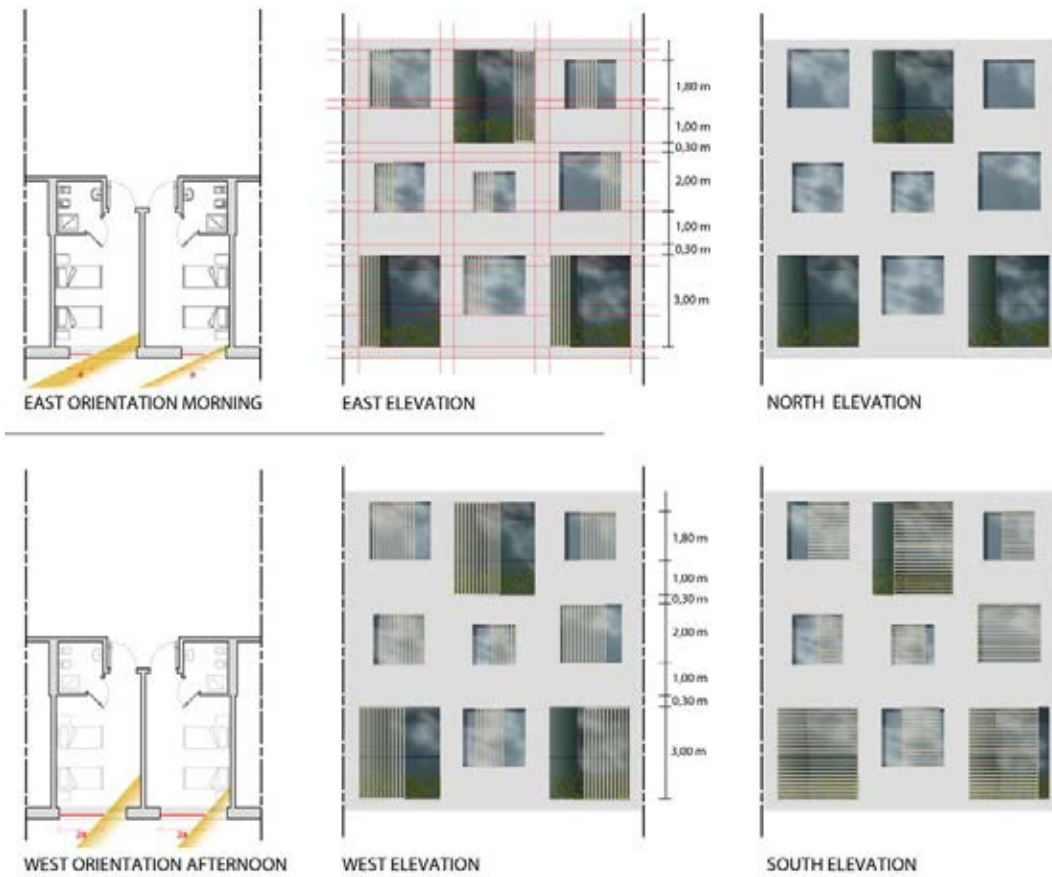 1,80 m
1,00 m
0,30 m
2,00 m
1,00 m
0,30 m
3,00 m
EAST ORIENTATION MORNING
EAST ELEVATION
NORTH ELEVATION
1,80 m
1,00 m
0,30 m
2,00 m
1,00 m
0,30 m
3,00 m
2a
2a
WEST ORIENTATION AFTERNOON
WEST ELEVATION
SOUTH ELEVATION